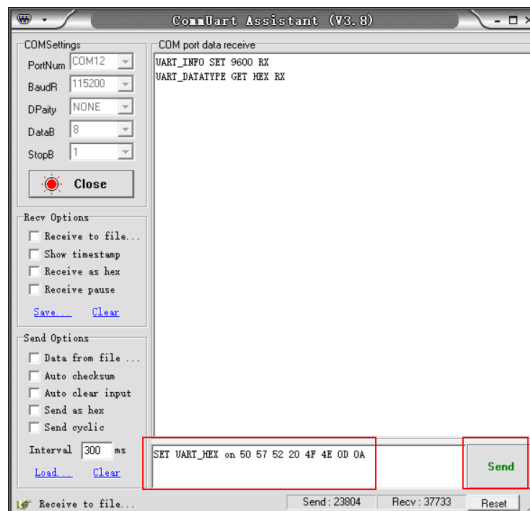 CommUart Assistant (V3.8)
COMSettings
PortNum COM12
BaudR 115200
DPaity NONE
DataB 8
StopB 1
Close
Recv Options
Receive to file...
Show timestamp
Receive as hex
Receive pause
Save... Clear
Send Options
Data from file ...
Auto checksum
Auto clear input
Send as hex
Send cyclic
Interval 300 ms
Load... Clear
COM port data receive
UART_INFO SET 9600 RX
UART_DATATYPE GET HEX RX
SET UART_HEX on 50 57 52 20 4F 4E 0D 0A
Send
Receive to file...
Send : 23804
Recv : 37733
Reset